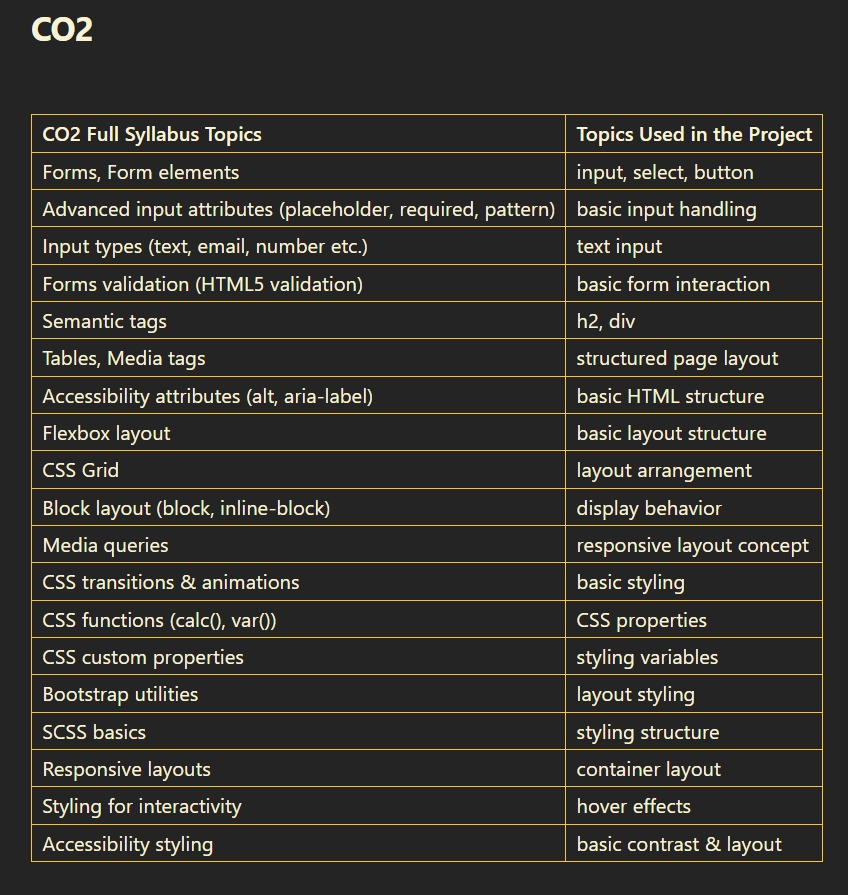 CO2
CO2 Full Syllabus Topics Topics Used in the Project
Forms, Form elements input, select, button
Advanced input attributes (placeholder, required, pattern) basic input handling
Input types (text, email, number etc.) text input
Forms validation (HTML5 validation) basic form interaction
Semantic tags h2, div
Tables, Media tags structured page layout
Accessibility attributes (alt, aria-label) basic HTML structure
Flexbox layout basic layout structure
CSS Grid layout arrangement
Block layout (block, inline-block) display behavior
Media queries responsive layout concept
CSS transitions & animations basic styling
CSS functions (calc(), var()) CSS properties
CSS custom properties styling variables
Bootstrap utilities layout styling
SCSS basics styling structure
Responsive layouts container layout
Styling for interactivity hover effects
Accessibility styling basic contrast & layout